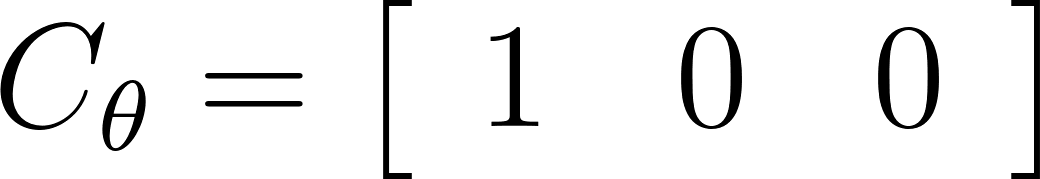 C_θ = [ 1 0 0 ]